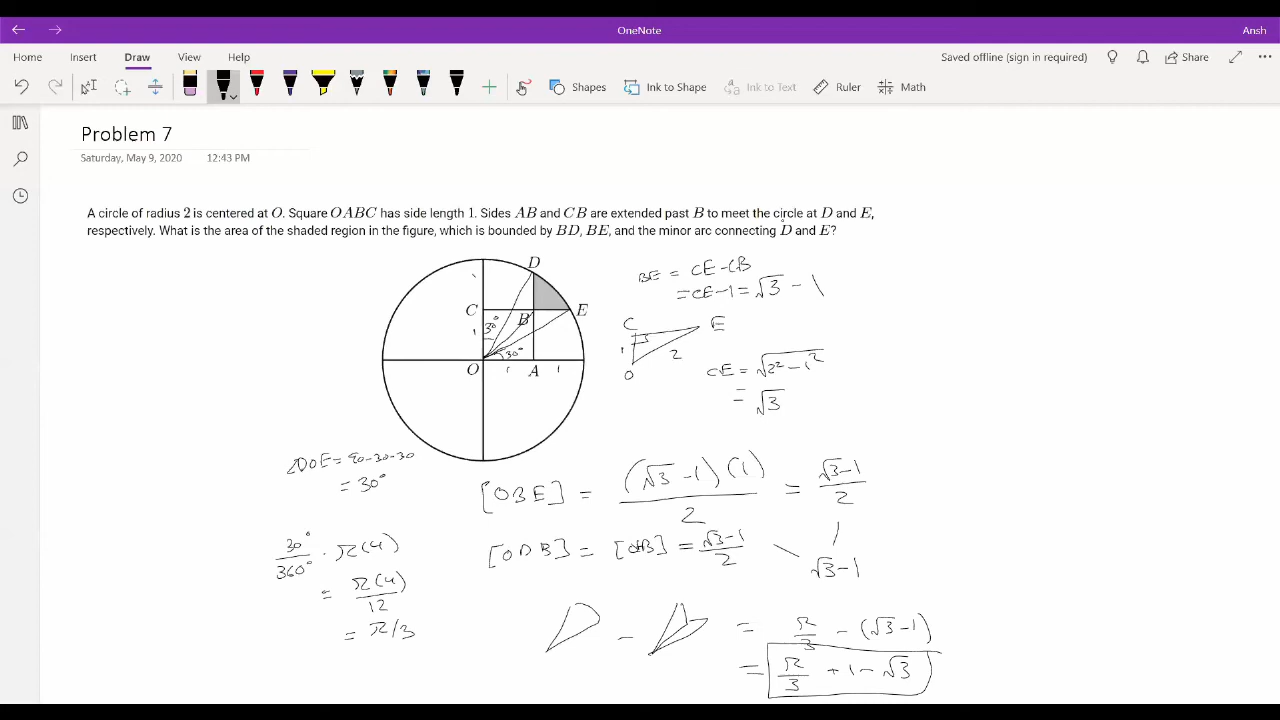 OneNote
Ansh
Home Insert Draw View Help
Saved offline (sign in required)
Share
Shapes
Ink to Shape
Ink to Text
Ruler
Math
Problem 7
Saturday, May 9, 2020 12:43 PM
A circle of radius 2 is centered at O. Square OABC has side length 1. Sides AB and CB are extended past B to meet the circle at D and E,
respectively. What is the area of the shaded region in the figure, which is bounded by BD, BE, and the minor arc connecting D and E?
D
C
B
E
1
30°
30°
O
A
1
1
BE = CE-CB
= CE-1 = √3 - 1
C
E
1
2
O
CE = √2²-1²
= √3
∠DOE = 90-30-30
= 30°
[OBE] = (√3-1)(1)/2 = √3-1/2
30°/360° · π(4)
[ODB] = [OEB] = √3-1/2
√3-1
= π(4)/12
= π/3
- = π/3 - (√3-1)
= π/3 + 1 - √3